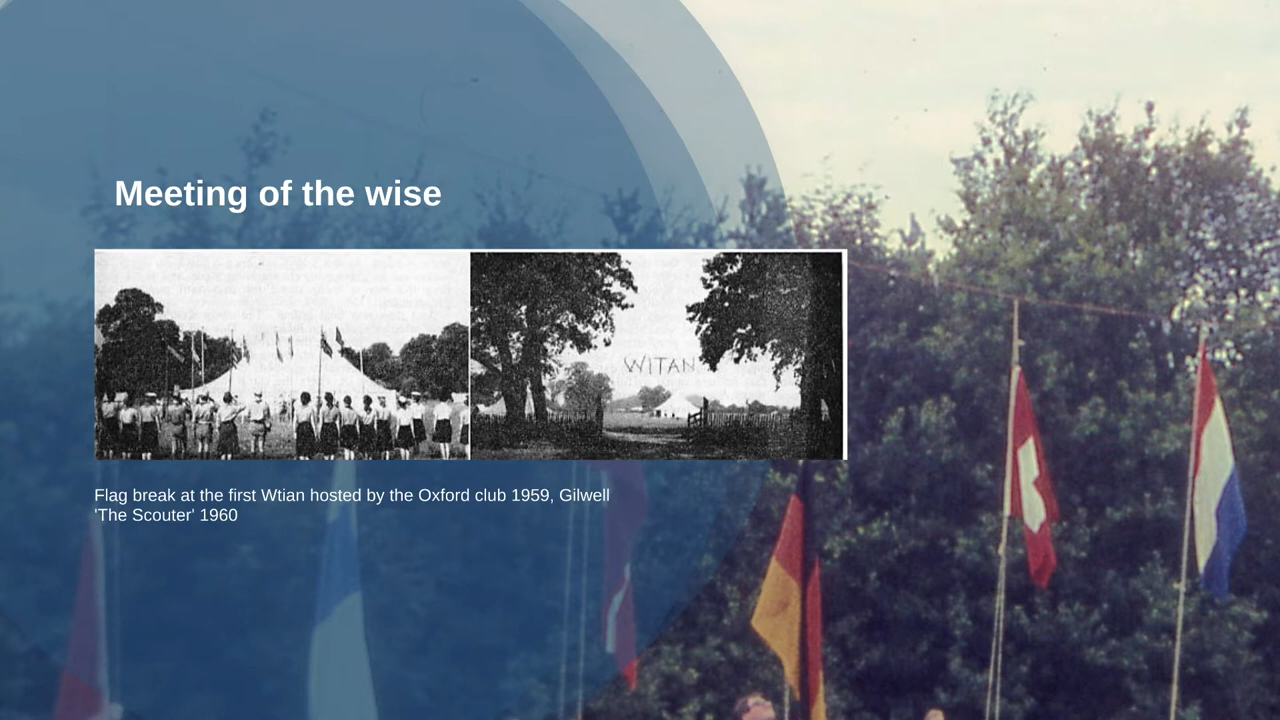 Meeting of the wise
WITAN
Flag break at the first Wtian hosted by the Oxford club 1959, Gilwell
'The Scouter' 1960